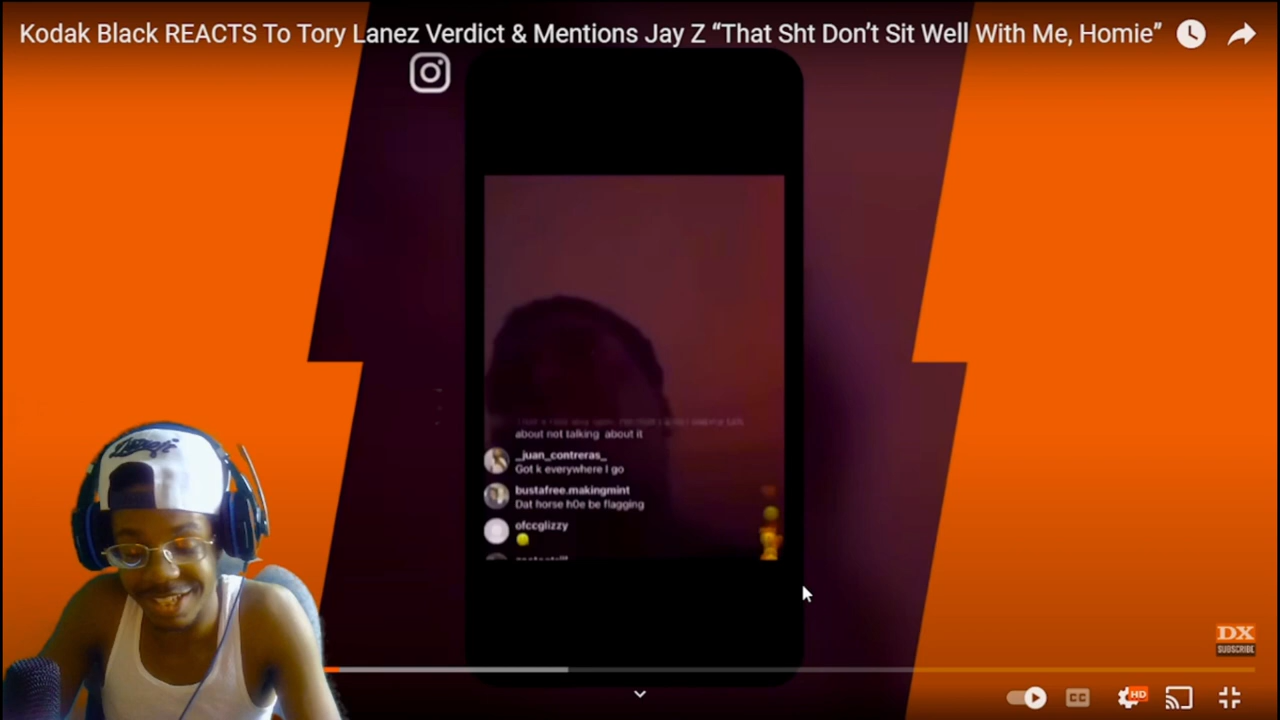 Kodak Black REACTS To Tory Lanez Verdict & Mentions Jay Z “That Sht Don’t Sit Well With Me, Homie”
about not talking about it
_juan_contreras_
Got k everywhere I go
bustafree.makingmint
Dat horse h0e be flagging
ofccglizzy
DX
SUBSCRIBE
CC
HD